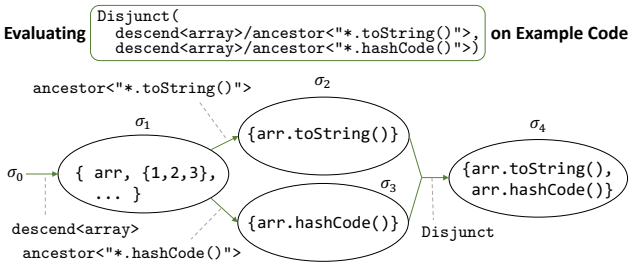 Evaluating Disjunct( on Example Code
descend<array>/ancestor<"*.toString()">,
descend<array>/ancestor<"*.hashCode()">)
ancestor<"*.toString()">
σ2
σ1
{arr.toString()}
σ4
σ0
{ arr, {1,2,3},
... }
σ3
{arr.toString(),
arr.hashCode()}
{arr.hashCode()}
descend<array>
Disjunct
ancestor<"*.hashCode()">